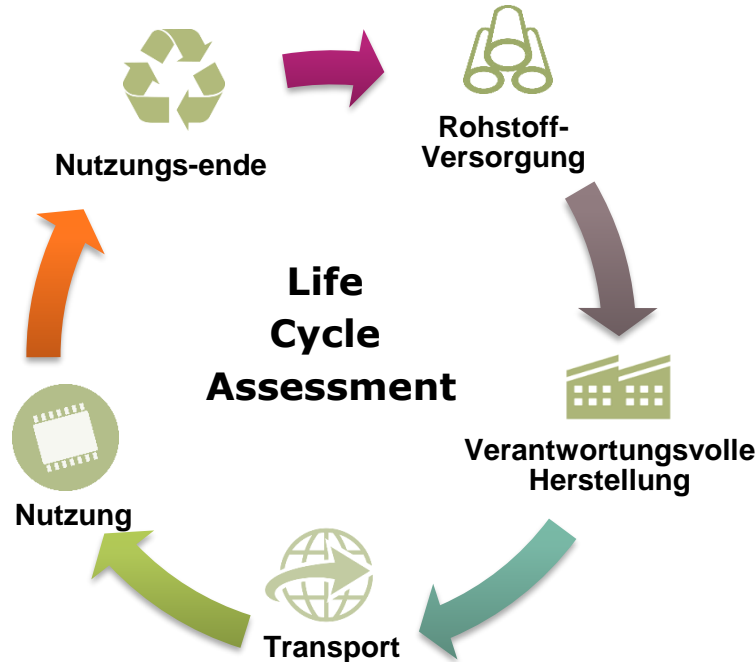 Nutzungs-ende
Rohstoff-
Versorgung
Life
Cycle
Assessment
Verantwortungsvolle
Herstellung
Nutzung
Transport